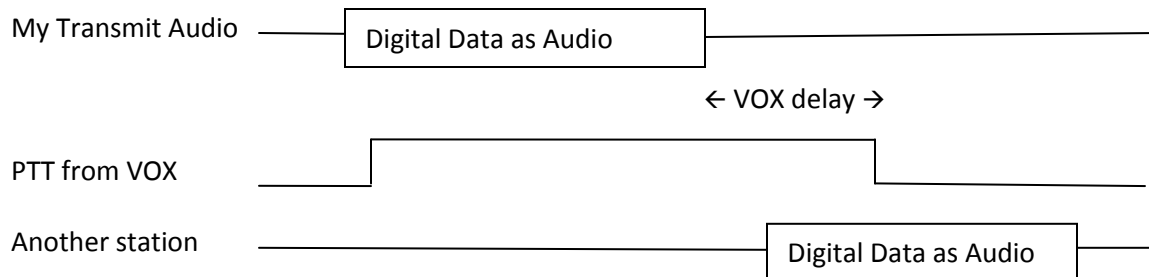 My Transmit Audio
Digital Data as Audio
← VOX delay →
PTT from VOX
Another station
Digital Data as Audio